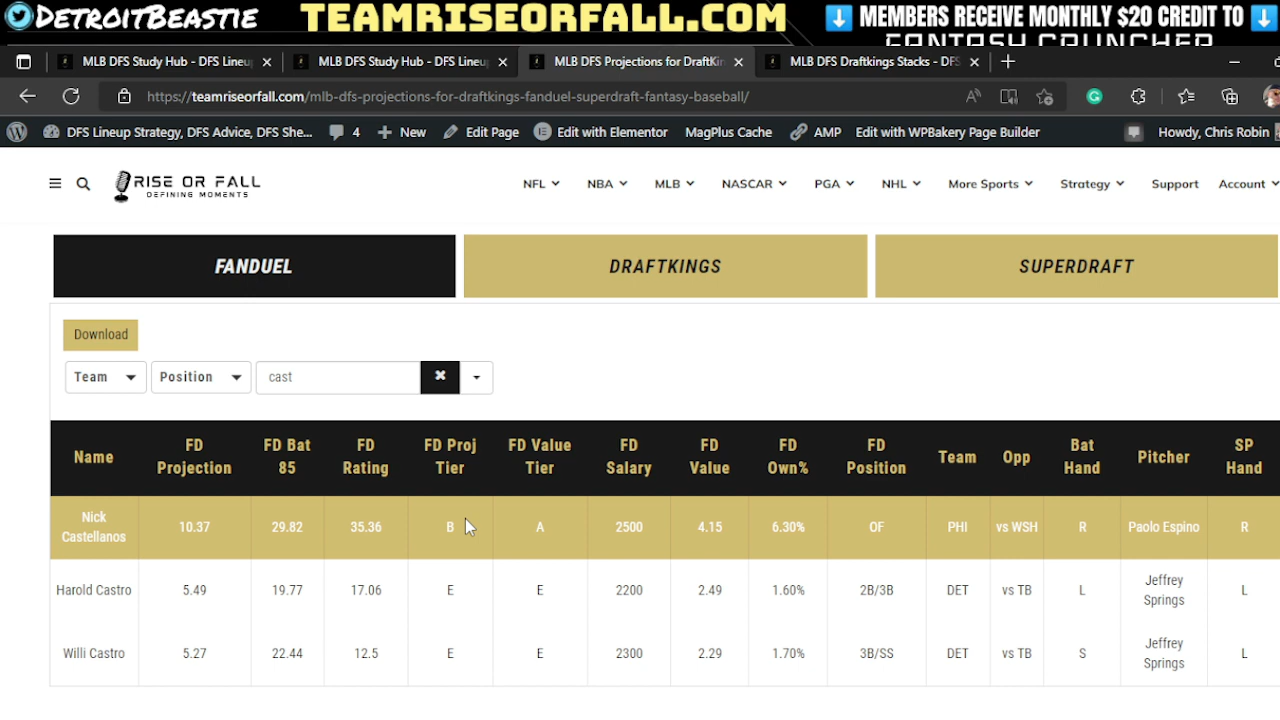 DETROITBEASTIE
TEAMRISEORFALL.COM
MEMBERS RECEIVE MONTHLY $20 CREDIT TO
FANTASY CRUNCHER
MLB DFS Study Hub - DFS Lineu
MLB DFS Study Hub - DFS Lineu
MLB DFS Projections for DraftKin
MLB DFS Draftkings Stacks - DFS
https://teamriseorfall.com/mlb-dfs-projections-for-draftkings-fanduel-superdraft-fantasy-baseball/
DFS Lineup Strategy, DFS Advice, DFS She... 4 + New Edit Page Edit with Elementor MagPlus Cache AMP Edit with WPBakery Page Builder Howdy, Chris Robin
RISE OR FALL
DEFINING MOMENTS
NFL NBA MLB NASCAR PGA NHL More Sports Strategy Support Account
FANDUEL DRAFTKINGS SUPERDRAFT
Download
Team Position cast
Name FD Projection FD Bat 85 FD Rating FD Proj Tier FD Value Tier FD Salary FD Value FD Own% FD Position Team Opp Bat Hand Pitcher SP Hand
Nick Castellanos 10.37 29.82 35.36 B A 2500 4.15 6.30% OF PHI vs WSH R Paolo Espino R
Harold Castro 5.49 19.77 17.06 E E 2200 2.49 1.60% 2B/3B DET vs TB L Jeffrey Springs L
Willi Castro 5.27 22.44 12.5 E E 2300 2.29 1.70% 3B/SS DET vs TB S Jeffrey Springs L